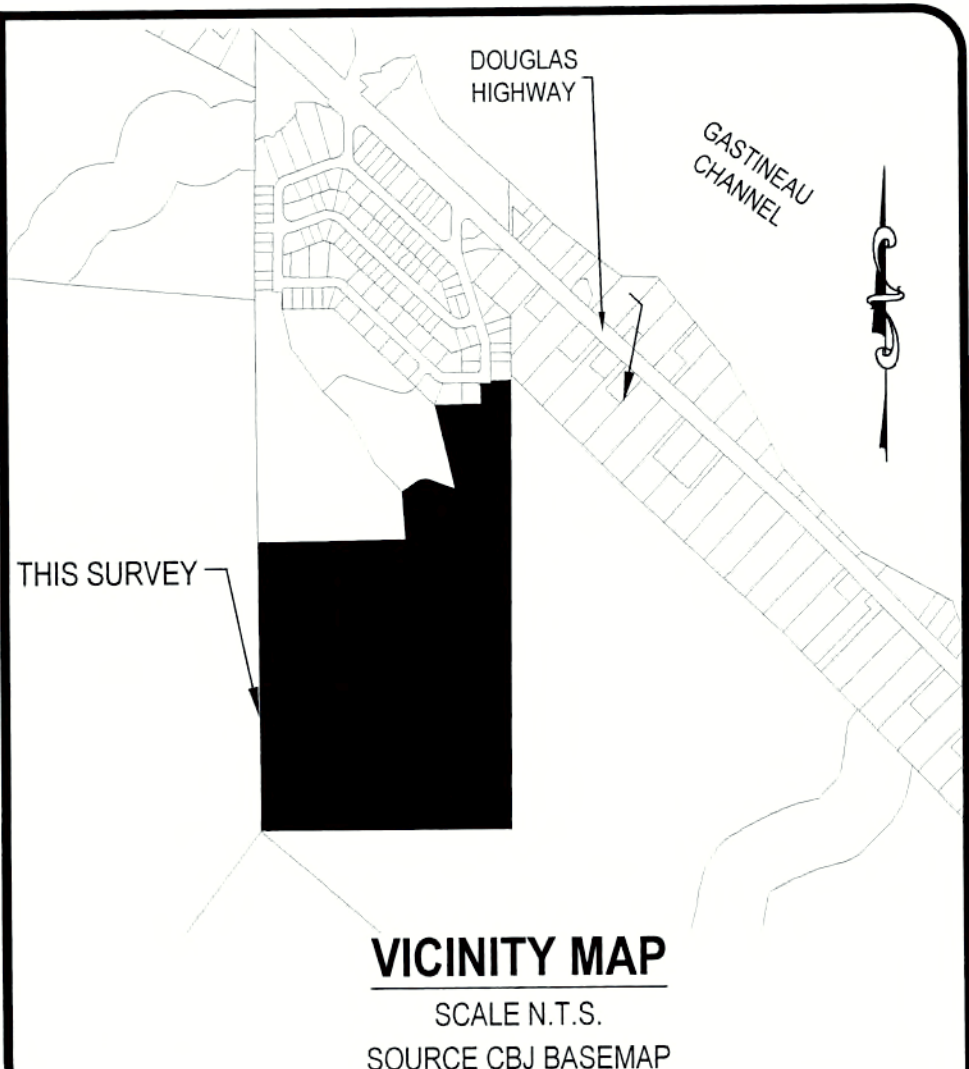 DOUGLAS
HIGHWAY
GASTINEAU
CHANNEL
THIS SURVEY
VICINITY MAP
SCALE N.T.S.
SOURCE CBJ BASEMAP